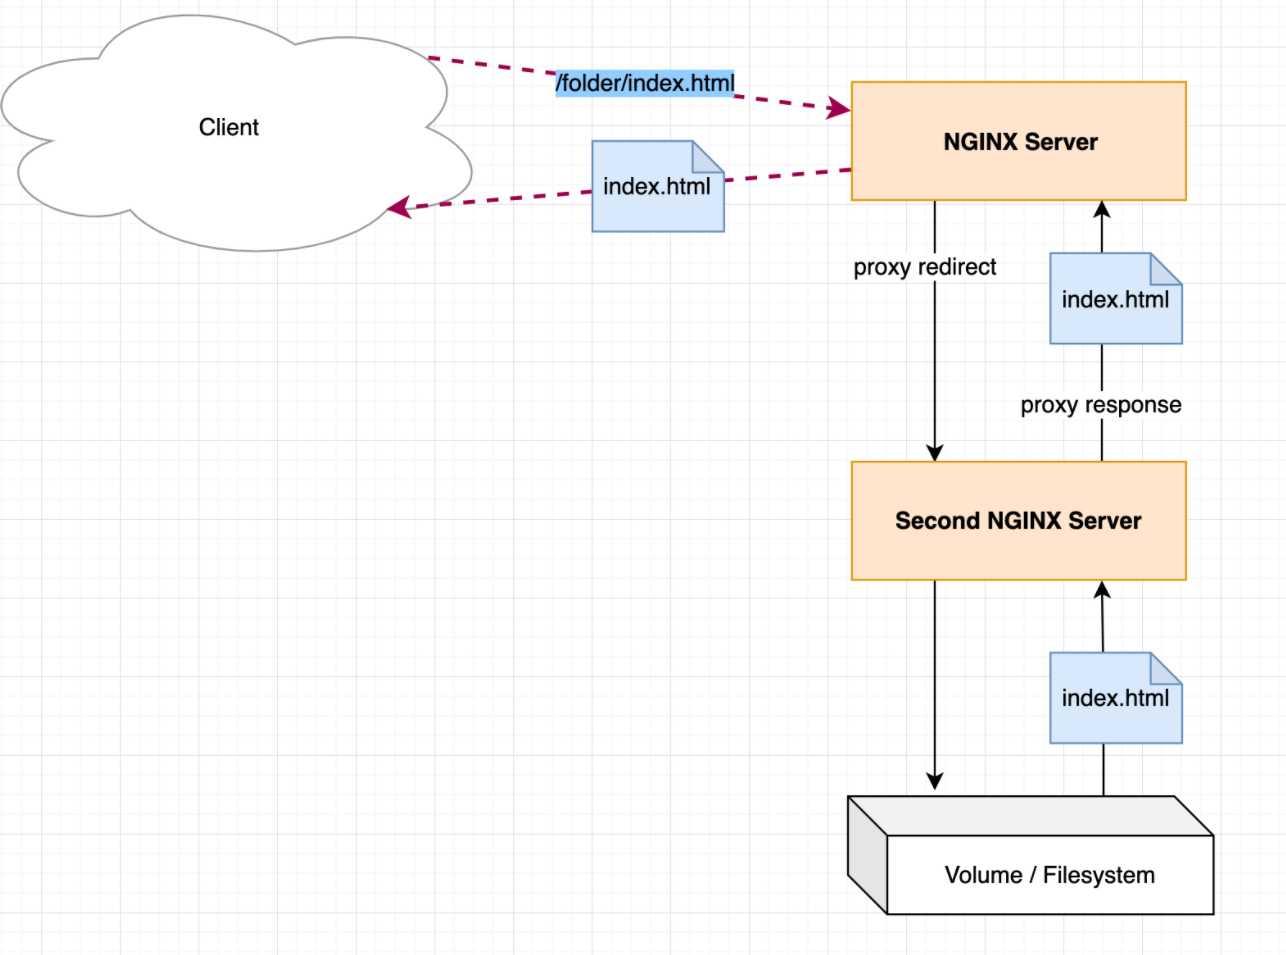 /folder/index.html
Client
NGINX Server
index.html
proxy redirect
index.html
proxy response
Second NGINX Server
index.html
Volume / Filesystem